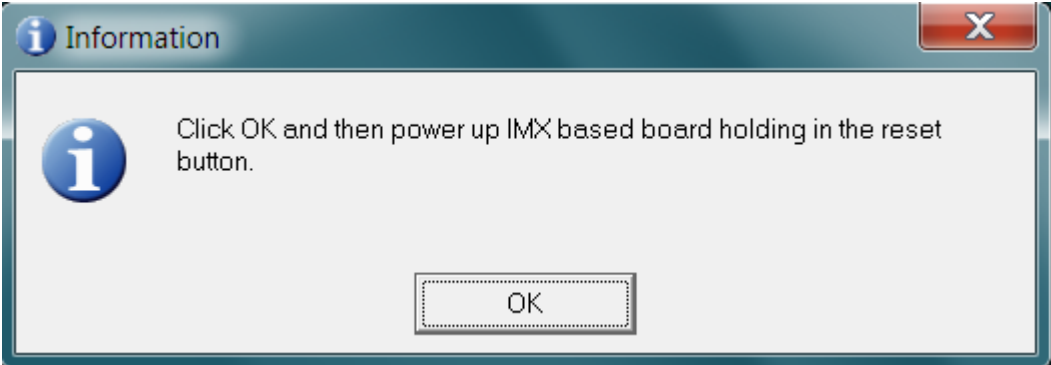 Information
Click OK and then power up IMX based board holding in the reset
button.
OK